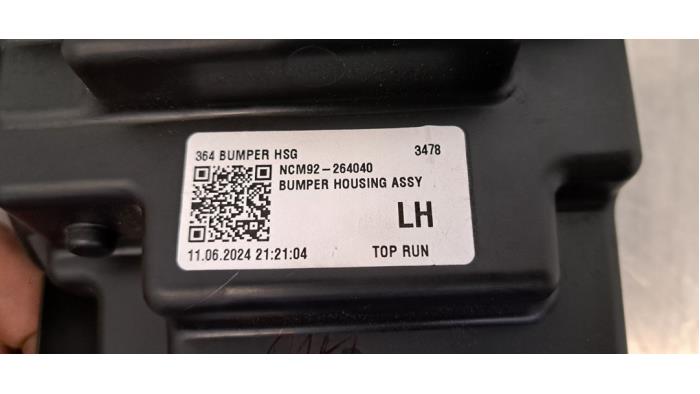 364 BUMPER HSG 3478
NCM92-264040
BUMPER HOUSING ASSY
LH
11.06.2024 21:21:04 TOP RUN